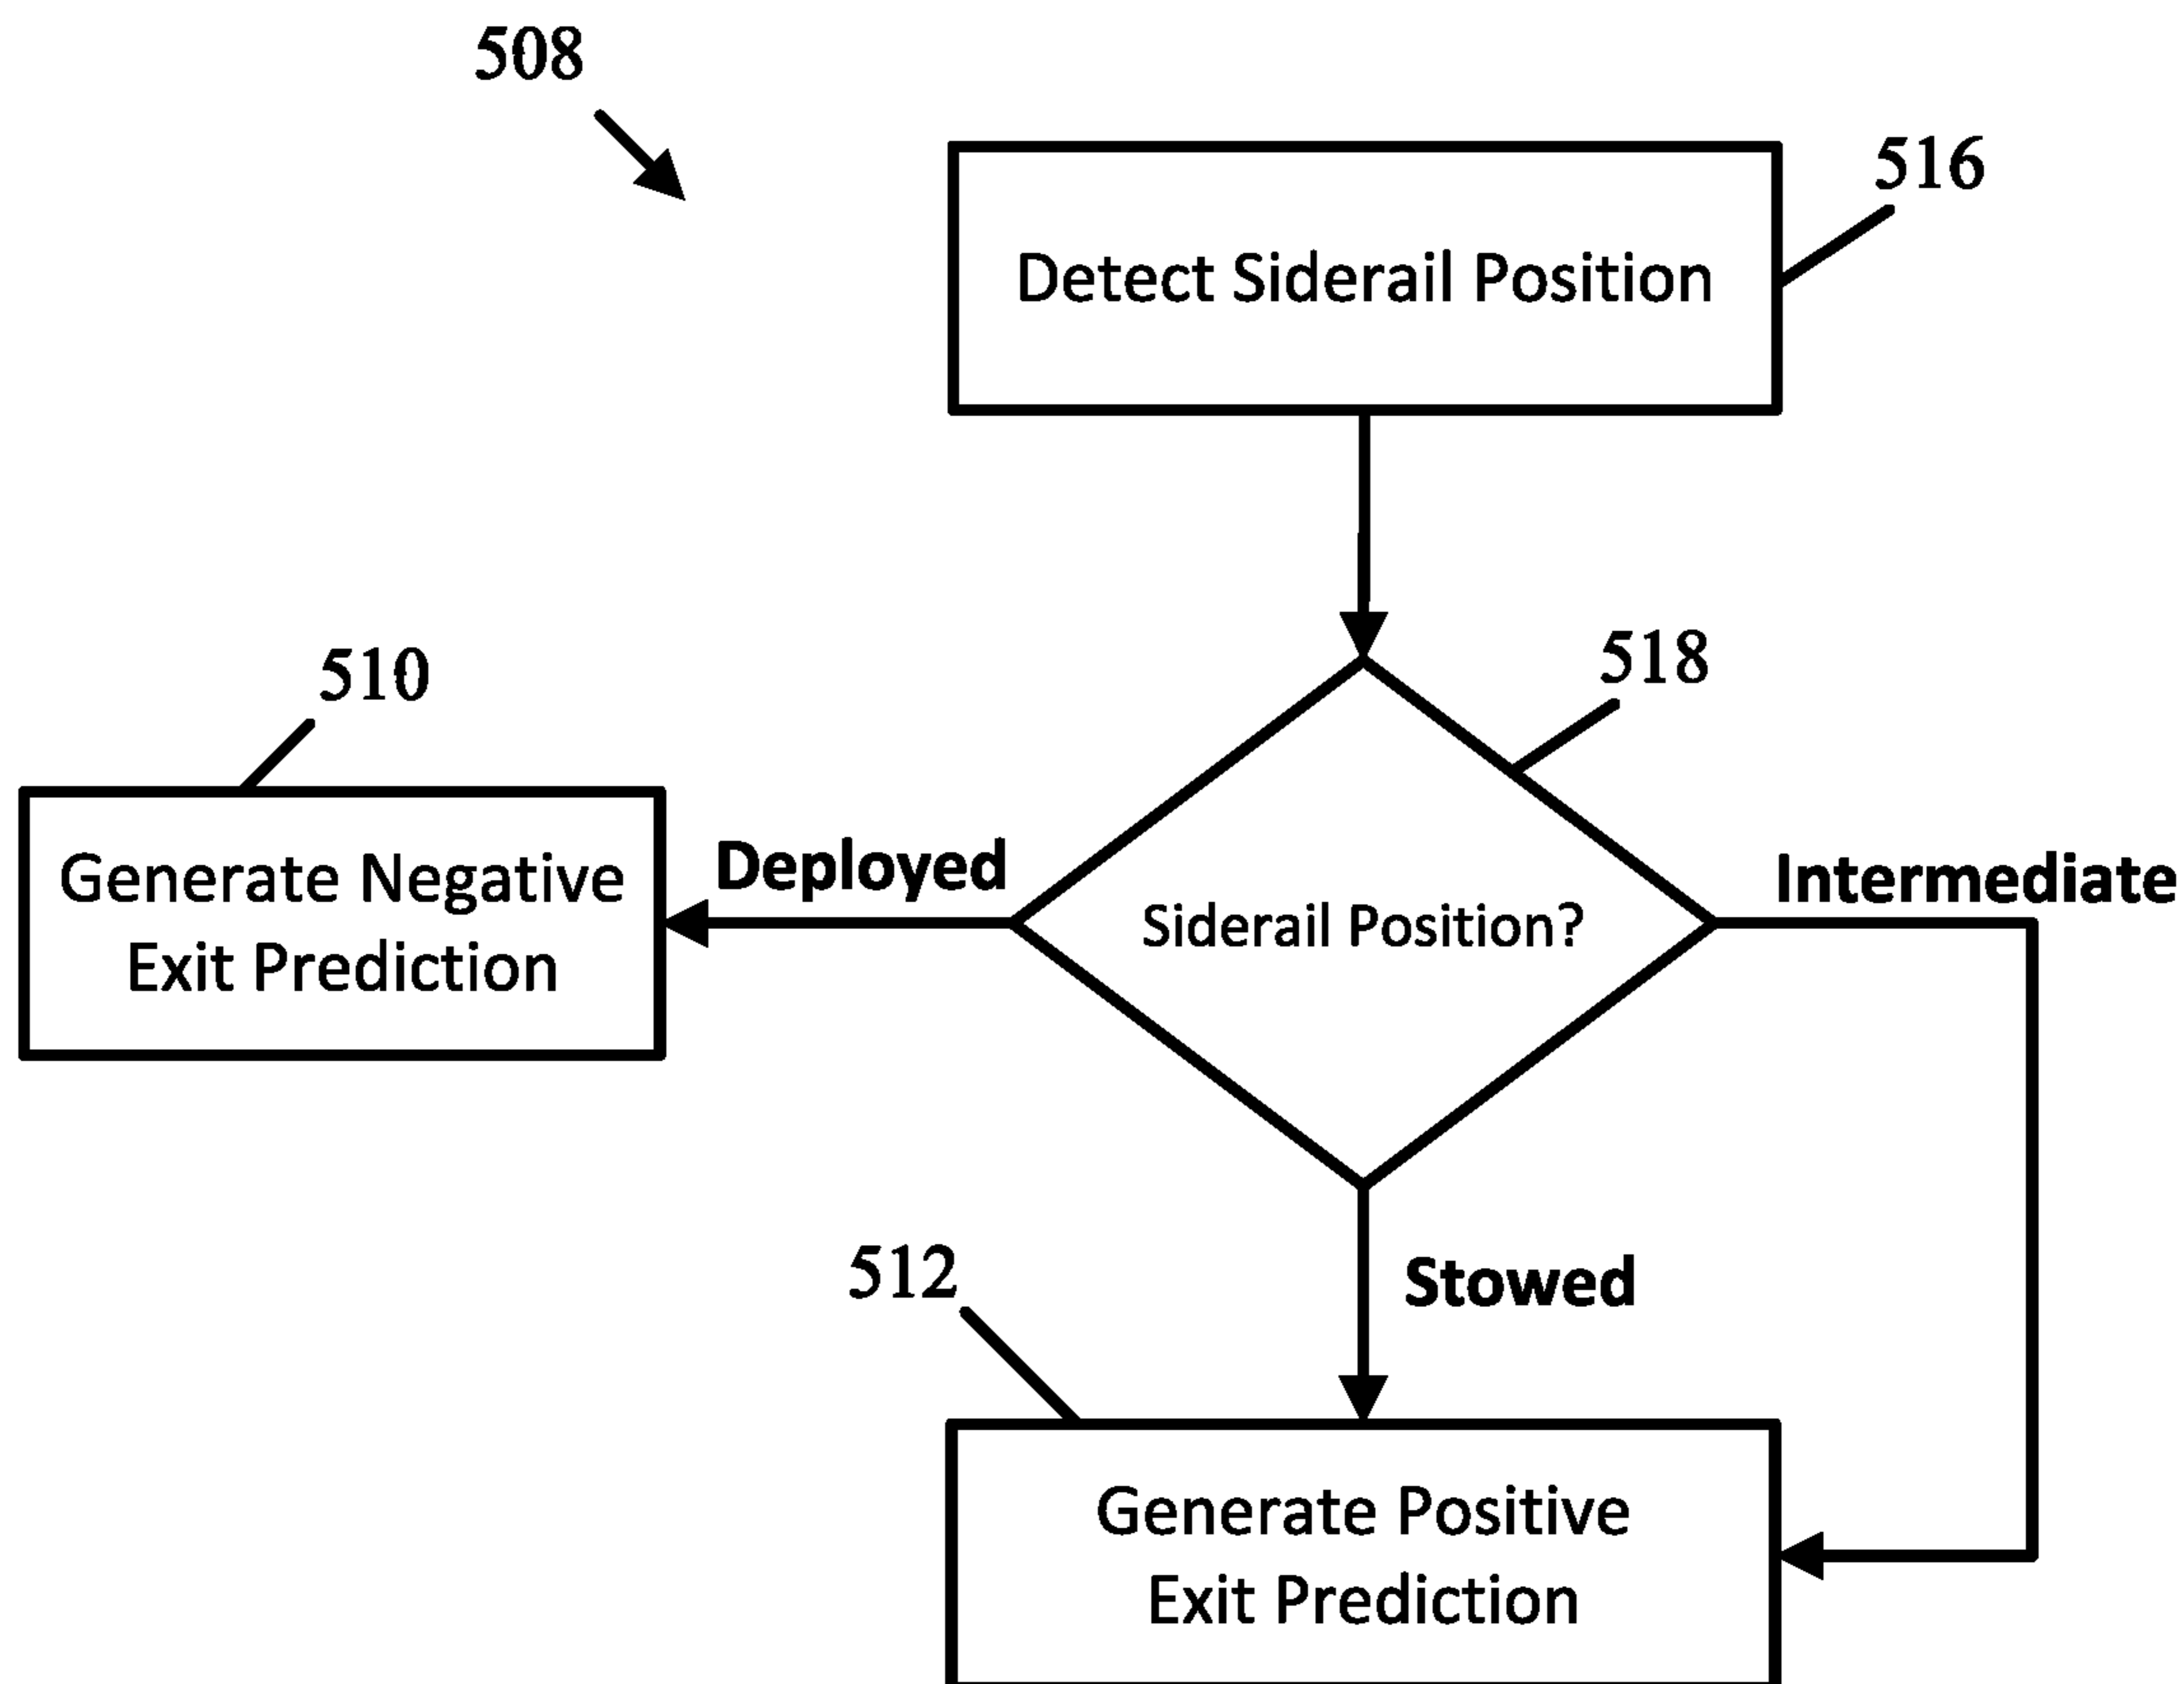 508
516
Detect Siderail Position
518
510
Deployed
Intermediate
Generate Negative
Exit Prediction
Siderail Position?
512
Stowed
Generate Positive
Exit Prediction